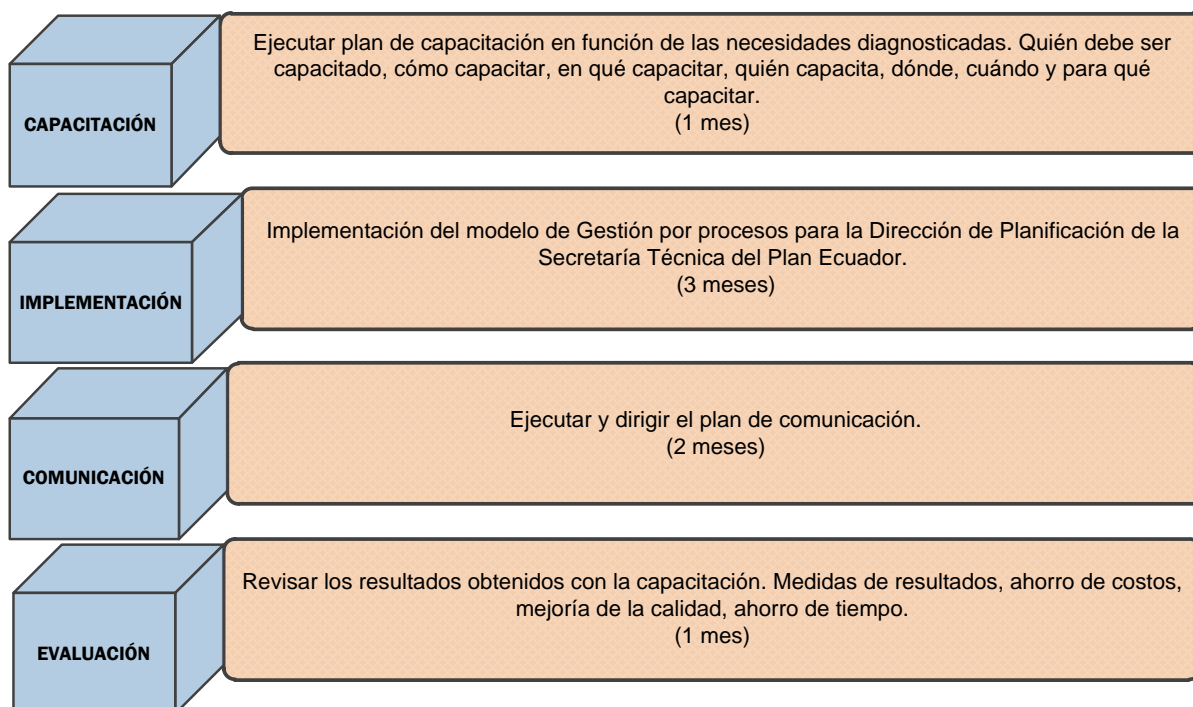 CAPACITACIÓN
Ejecutar plan de capacitación en función de las necesidades diagnosticadas. Quién debe ser
capacitado, cómo capacitar, en qué capacitar, quién capacita, dónde, cuándo y para qué
capacitar.
(1 mes)
IMPLEMENTACIÓN
Implementación del modelo de Gestión por procesos para la Dirección de Planificación de la
Secretaría Técnica del Plan Ecuador.
(3 meses)
COMUNICACIÓN
Ejecutar y dirigir el plan de comunicación.
(2 meses)
EVALUACIÓN
Revisar los resultados obtenidos con la capacitación. Medidas de resultados, ahorro de costos,
mejoría de la calidad, ahorro de tiempo.
(1 mes)